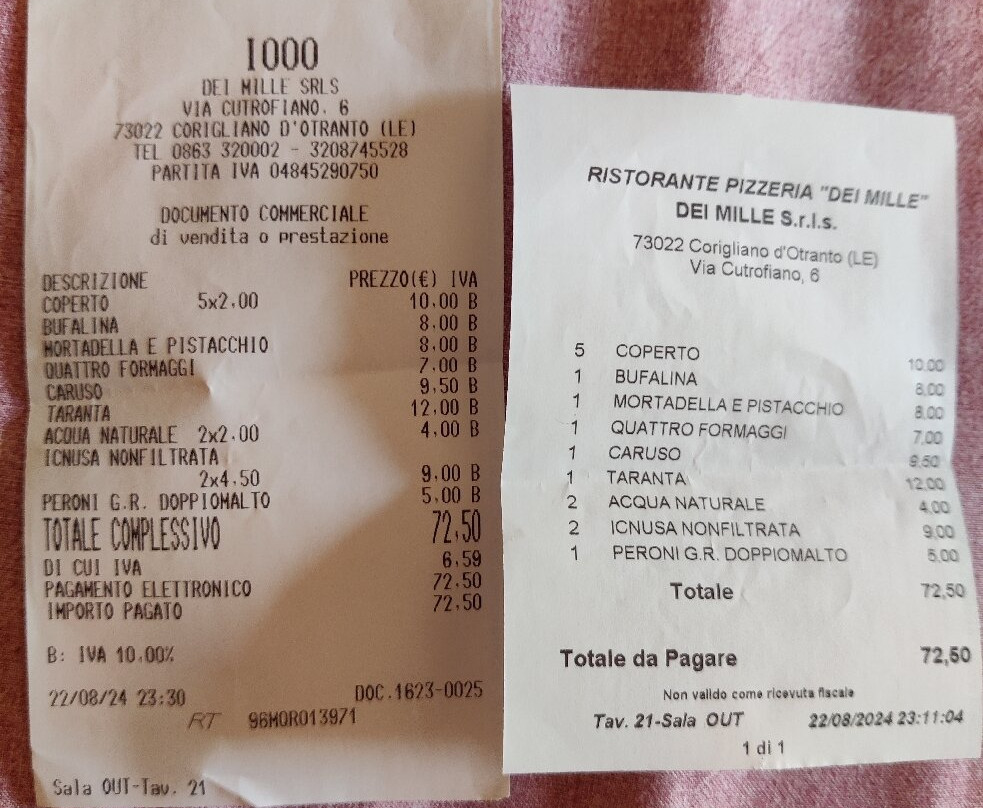 1000
DEI MILLE SRLS
VIA CUTROFIANO, 6
73022 CORIGLIANO D'OTRANTO (LE)
TEL 0863 320002 - 3208745528
PARTITA IVA 04845290750
DOCUMENTO COMMERCIALE
di vendita o prestazione
DESCRIZIONE PREZZO(€) IVA
COPERTO 5x2,00 10,00 B
BUFALINA 8,00 B
MORTADELLA E PISTACCHIO 8,00 B
QUATTRO FORMAGGI 7,00 B
CARUSO 9,50 B
TARANTA 12,00 B
ACQUA NATURALE 2x2,00 4,00 B
ICNUSA NONFILTRATA
2x4,50 9,00 B
PERONI G.R. DOPPIOMALTO 5,00 B
TOTALE COMPLESSIVO 72,50
DI CUI IVA 6,59
PAGAMENTO ELETTRONICO 72,50
IMPORTO PAGATO 72,50
B: IVA 10,00%
22/08/24 23:30 DOC.1623-0025
RT 96MOR013971
Sala OUT-Tav. 21
RISTORANTE PIZZERIA "DEI MILLE"
DEI MILLE S.r.l.s.
73022 Corigliano d'Otranto (LE)
Via Cutrofiano, 6
5 COPERTO 10,00
1 BUFALINA 8,00
1 MORTADELLA E PISTACCHIO 8,00
1 QUATTRO FORMAGGI 7,00
1 CARUSO 9,50
1 TARANTA 12,00
2 ACQUA NATURALE 4,00
2 ICNUSA NONFILTRATA 9,00
1 PERONI G.R. DOPPIOMALTO 5,00
Totale 72,50
Totale da Pagare 72,50
Non valido come ricevuta fiscale
Tav. 21-Sala OUT 22/08/2024 23:11:04
1 di 1